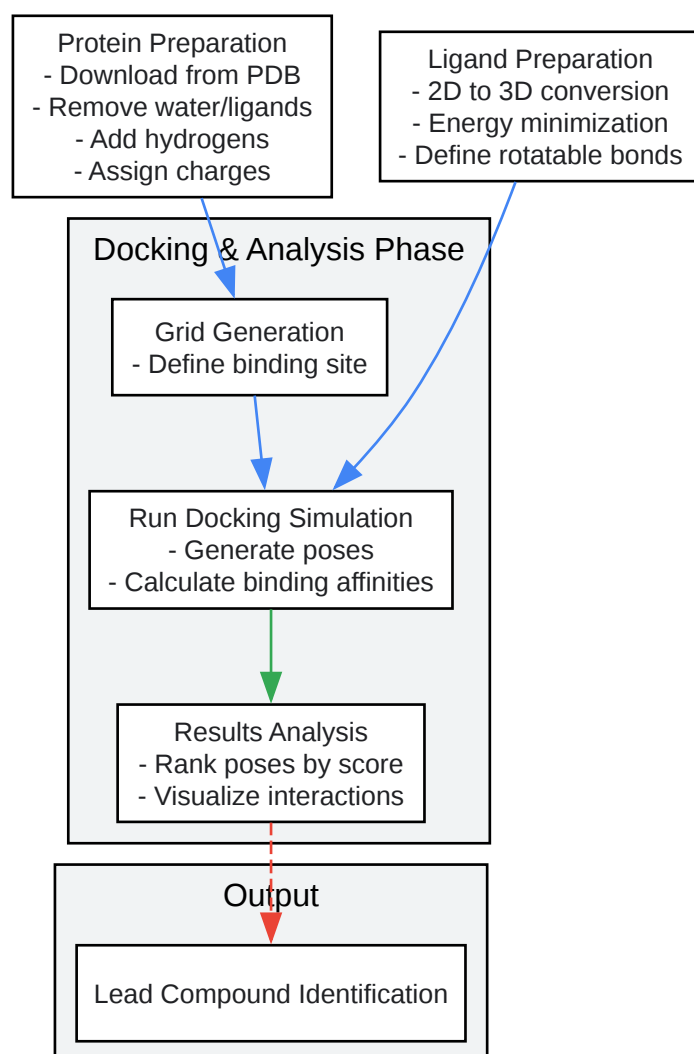 Protein Preparation
- Download from PDB
- Remove water/ligands
- Add hydrogens
- Assign charges
Ligand Preparation
- 2D to 3D conversion
- Energy minimization
- Define rotatable bonds
Docking & Analysis Phase
Grid Generation
- Define binding site
Run Docking Simulation
- Generate poses
- Calculate binding affinities
Results Analysis
- Rank poses by score
- Visualize interactions
Output
Lead Compound Identification